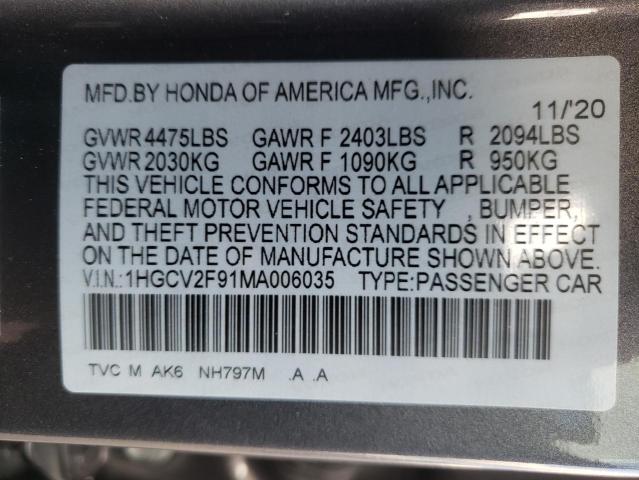 MFD.BY HONDA OF AMERICA MFG.,INC.
11/'20
GVWR 4475LBS GAWR F 2403LBS R 2094LBS
GVWR 2030KG GAWR F 1090KG R 950KG
THIS VEHICLE CONFORMS TO ALL APPLICABLE
FEDERAL MOTOR VEHICLE SAFETY , BUMPER,
AND THEFT PREVENTION STANDARDS IN EFFECT
ON THE DATE OF MANUFACTURE SHOWN ABOVE.
V.I.N.:1HGCV2F91MA006035 TYPE:PASSENGER CAR
TVC M AK6 NH797M .A .A